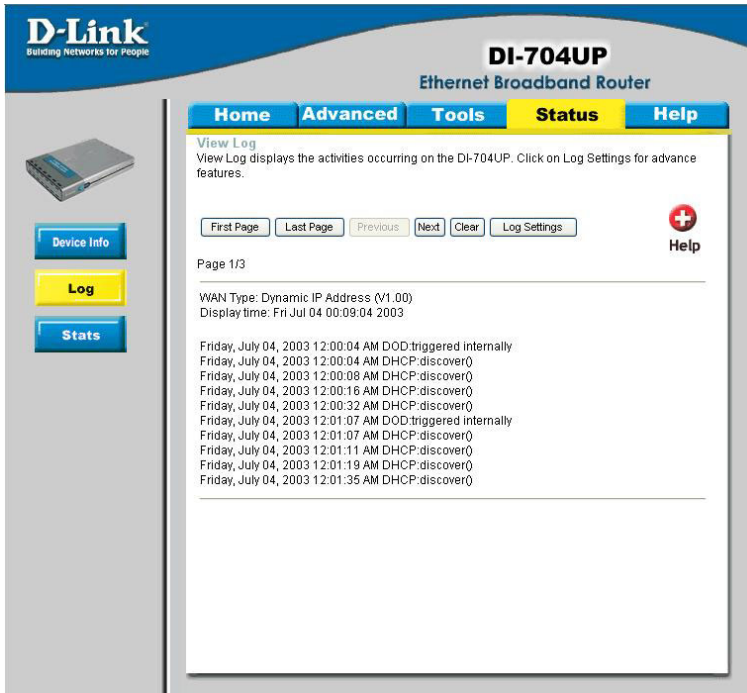 D-Link
Building Networks for People
DI-704UP
Ethernet Broadband Router
Home Advanced Tools Status Help
View Log
View Log displays the activities occurring on the DI-704UP. Click on Log Settings for advance
features.
First Page Last Page Previous Next Clear Log Settings
Help
Device Info
Log
Stats
Page 1/3
WAN Type: Dynamic IP Address (V1.00)
Display time: Fri Jul 04 00:09:04 2003
Friday, July 04, 2003 12:00:04 AM DOD:triggered internally
Friday, July 04, 2003 12:00:04 AM DHCP:discover()
Friday, July 04, 2003 12:00:08 AM DHCP:discover()
Friday, July 04, 2003 12:00:16 AM DHCP:discover()
Friday, July 04, 2003 12:00:32 AM DHCP:discover()
Friday, July 04, 2003 12:01:07 AM DOD:triggered internally
Friday, July 04, 2003 12:01:07 AM DHCP:discover()
Friday, July 04, 2003 12:01:11 AM DHCP:discover()
Friday, July 04, 2003 12:01:19 AM DHCP:discover()
Friday, July 04, 2003 12:01:35 AM DHCP:discover()